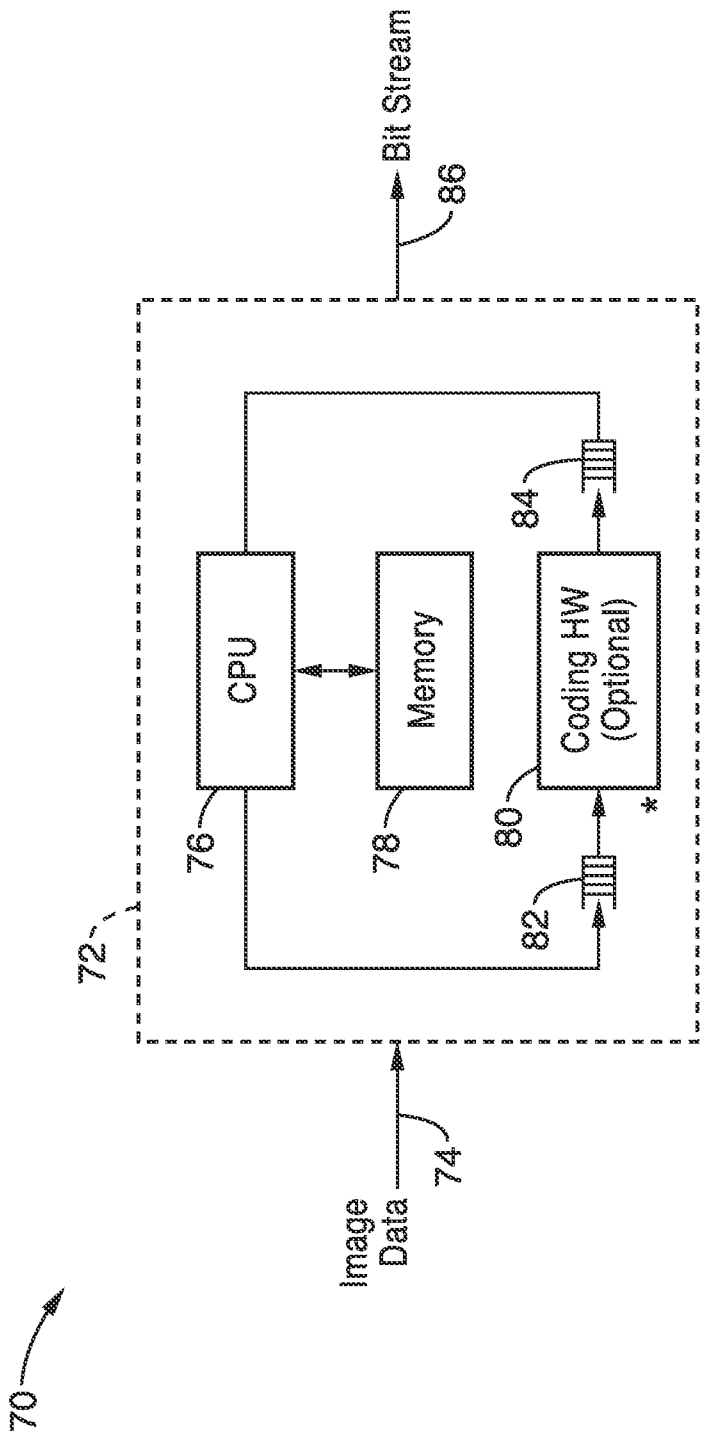 70
72
Image
Data
74
76
CPU
78
Memory
80
Coding HW
(Optional)
*
82
84
86
Bit Stream